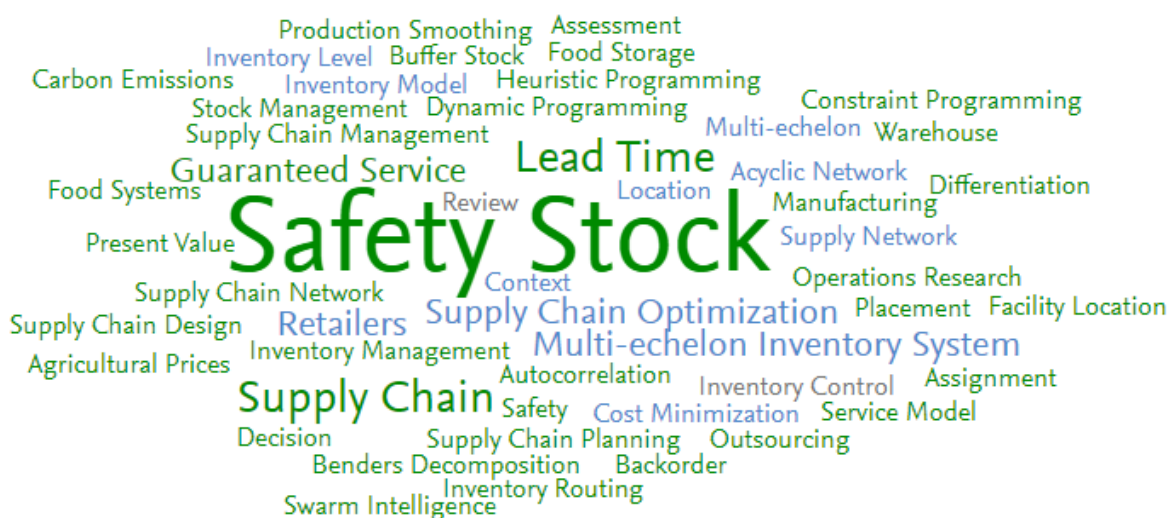 Production Smoothing Assessment
Inventory Level Buffer Stock Food Storage
Carbon Emissions Inventory Model Heuristic Programming
Stock Management Dynamic Programming Constraint Programming
Supply Chain Management Multi-echelon Warehouse
Guaranteed Service Lead Time Acyclic Network
Food Systems Review Location Manufacturing Differentiation
Present Value Safety Stock Supply Network
Supply Chain Network Context Operations Research
Supply Chain Design Retailers Supply Chain Optimization Placement Facility Location
Agricultural Prices Inventory Management Multi-echelon Inventory System
Autocorrelation Inventory Control Assignment
Supply Chain Safety Cost Minimization Service Model
Decision Supply Chain Planning Outsourcing
Benders Decomposition Backorder
Inventory Routing
Swarm Intelligence